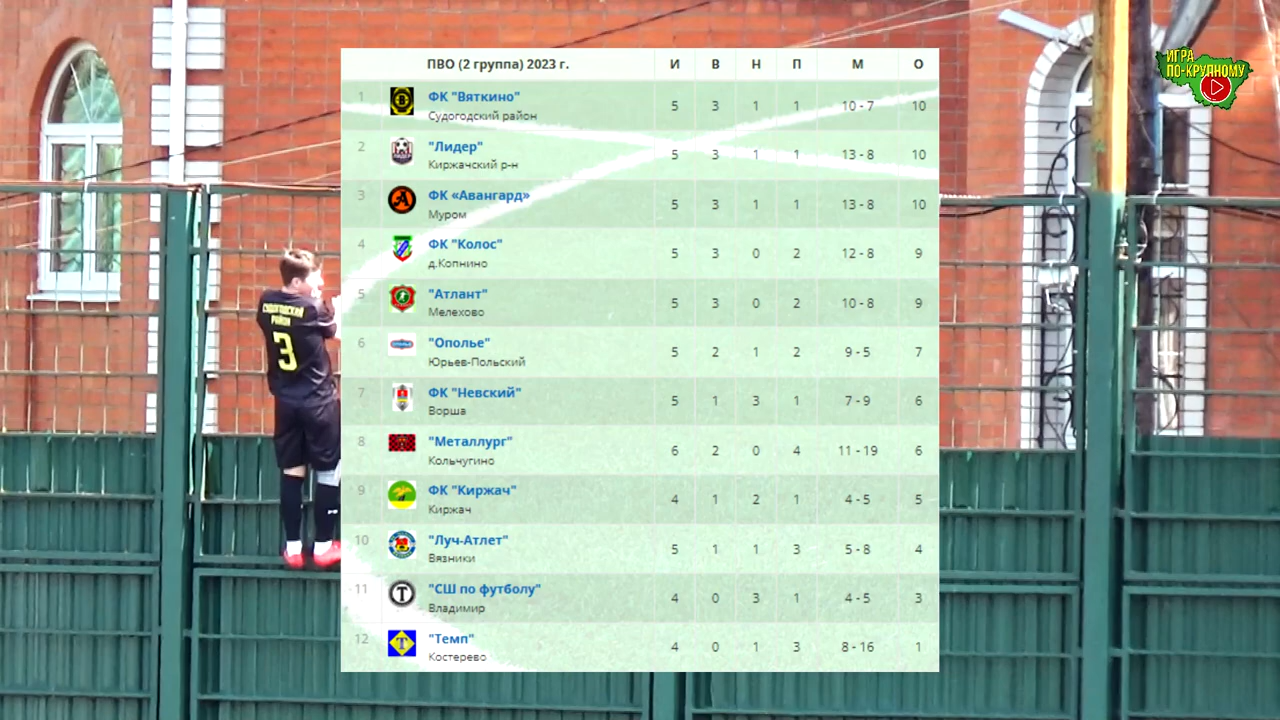 ИГРА
ПО-КРУПНОМУ
ПВО (2 группа) 2023 г. И В Н П М О
1 ФК "Вяткино" 5 3 1 1 10 - 7 10
Судогодский район
2 "Лидер" 5 3 1 1 13 - 8 10
Киржачский р-н
3 ФК «Авангард» 5 3 1 1 13 - 8 10
Муром
4 ФК "Колос" 5 3 0 2 12 - 8 9
д.Копнино
5 "Атлант" 5 3 0 2 10 - 8 9
Мелехово
6 "Ополье" 5 2 1 2 9 - 5 7
Юрьев-Польский
7 ФК "Невский" 5 1 3 1 7 - 9 6
Ворша
8 "Металлург" 6 2 0 4 11 - 19 6
Кольчугино
9 ФК "Киржач" 4 1 2 1 4 - 5 5
Киржач
10 "Луч-Атлет" 5 1 1 3 5 - 8 4
Вязники
11 "СШ по футболу" 4 0 3 1 4 - 5 3
Владимир
12 "Темп" 4 0 1 3 8 - 16 1
Костерево
СУДОГОДСКИЙ
РАЙОН
3